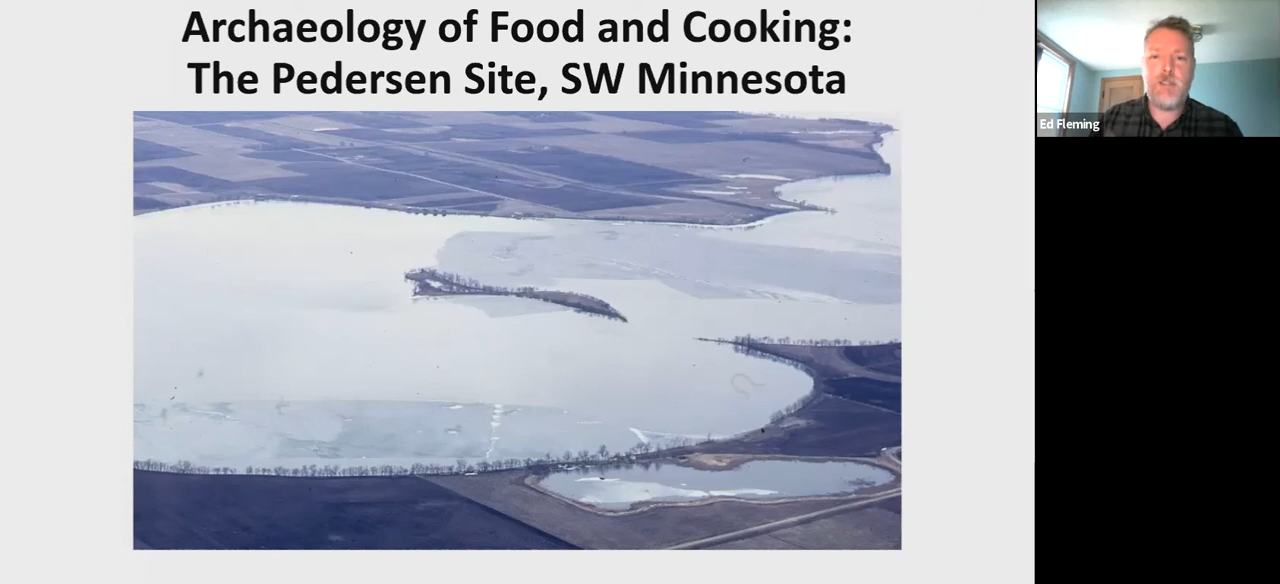 Archaeology of Food and Cooking:
The Pedersen Site, SW Minnesota
Ed Fleming